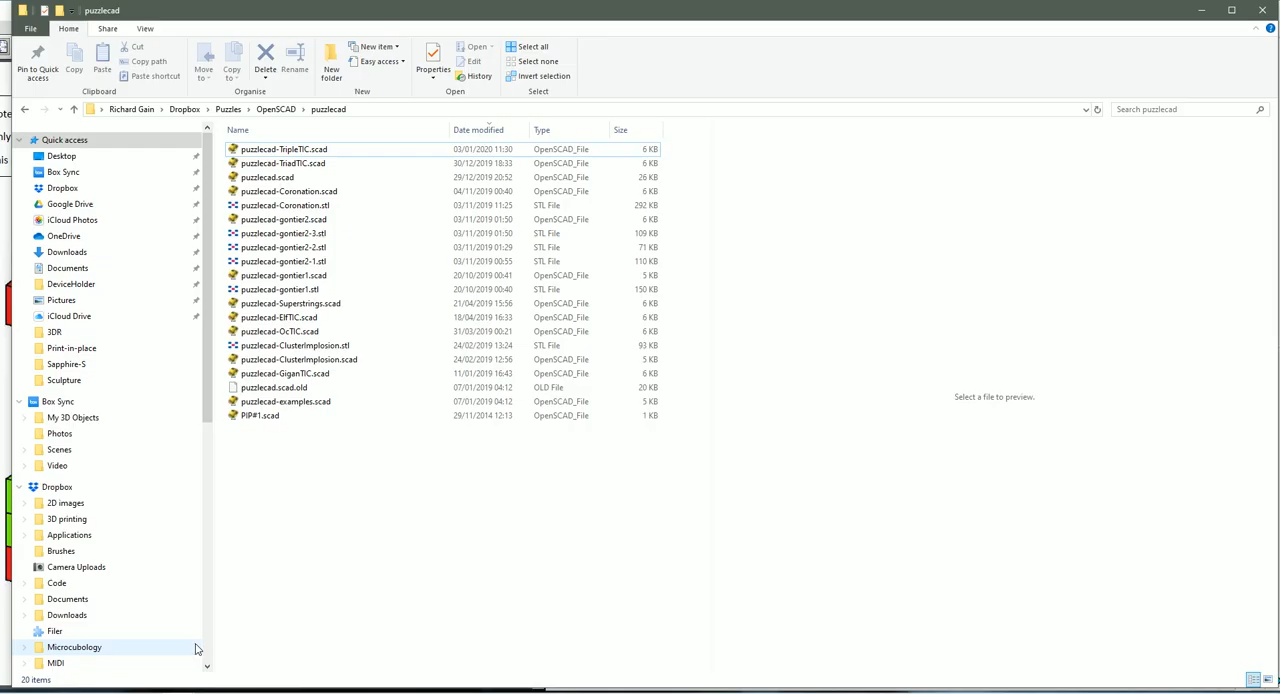 puzzlecad
File
Home
Share
View
Pin to Quick access
Copy
Paste
Cut
Copy path
Paste shortcut
Clipboard
Move to
Copy to
Delete
Rename
Organise
New folder
New item
Easy access
New
Properties
Open
Edit
History
Open
Select all
Select none
Invert selection
Select
Richard Gain > Dropbox > Puzzles > OpenSCAD > puzzlecad
Search puzzlecad
Name Date modified Type Size
puzzlecad-TripleTIC.scad 03/01/2020 11:30 OpenSCAD_File 6 KB
puzzlecad-TriadTIC.scad 30/12/2019 18:33 OpenSCAD_File 6 KB
puzzlecad.scad 29/12/2019 20:52 OpenSCAD_File 26 KB
puzzlecad-Coronation.scad 04/11/2019 00:40 OpenSCAD_File 6 KB
puzzlecad-Coronation.stl 03/11/2019 11:25 STL File 292 KB
puzzlecad-gontier2.scad 03/11/2019 01:50 OpenSCAD_File 6 KB
puzzlecad-gontier2-3.stl 03/11/2019 01:50 STL File 109 KB
puzzlecad-gontier2-2.stl 03/11/2019 01:29 STL File 71 KB
puzzlecad-gontier2-1.stl 03/11/2019 00:55 STL File 110 KB
puzzlecad-gontier1.scad 20/10/2019 00:41 OpenSCAD_File 5 KB
puzzlecad-gontier1.stl 20/10/2019 00:40 STL File 150 KB
puzzlecad-Superstrings.scad 21/04/2019 15:56 OpenSCAD_File 6 KB
puzzlecad-ElfTIC.scad 18/04/2019 16:33 OpenSCAD_File 6 KB
puzzlecad-OcTIC.scad 31/03/2019 00:21 OpenSCAD_File 6 KB
puzzlecad-ClusterImplosion.stl 24/02/2019 13:24 STL File 93 KB
puzzlecad-ClusterImplosion.scad 24/02/2019 12:56 OpenSCAD_File 5 KB
puzzlecad-GiganTIC.scad 11/01/2019 16:43 OpenSCAD_File 6 KB
puzzlecad.scad.old 07/01/2019 04:12 OLD File 20 KB
puzzlecad-examples.scad 07/01/2019 04:12 OpenSCAD_File 5 KB
PIP#1.scad 29/11/2014 12:13 OpenSCAD_File 1 KB
Select a file to preview.
Quick access
Desktop
Box Sync
Dropbox
Google Drive
iCloud Photos
OneDrive
Downloads
Documents
DeviceHolder
Pictures
iCloud Drive
3DR
Print-in-place
Sapphire-S
Sculpture
Box Sync
My 3D Objects
Photos
Scenes
Video
Dropbox
2D images
3D printing
Applications
Brushes
Camera Uploads
Code
Documents
Downloads
Filer
Microcubology
MIDI
20 items